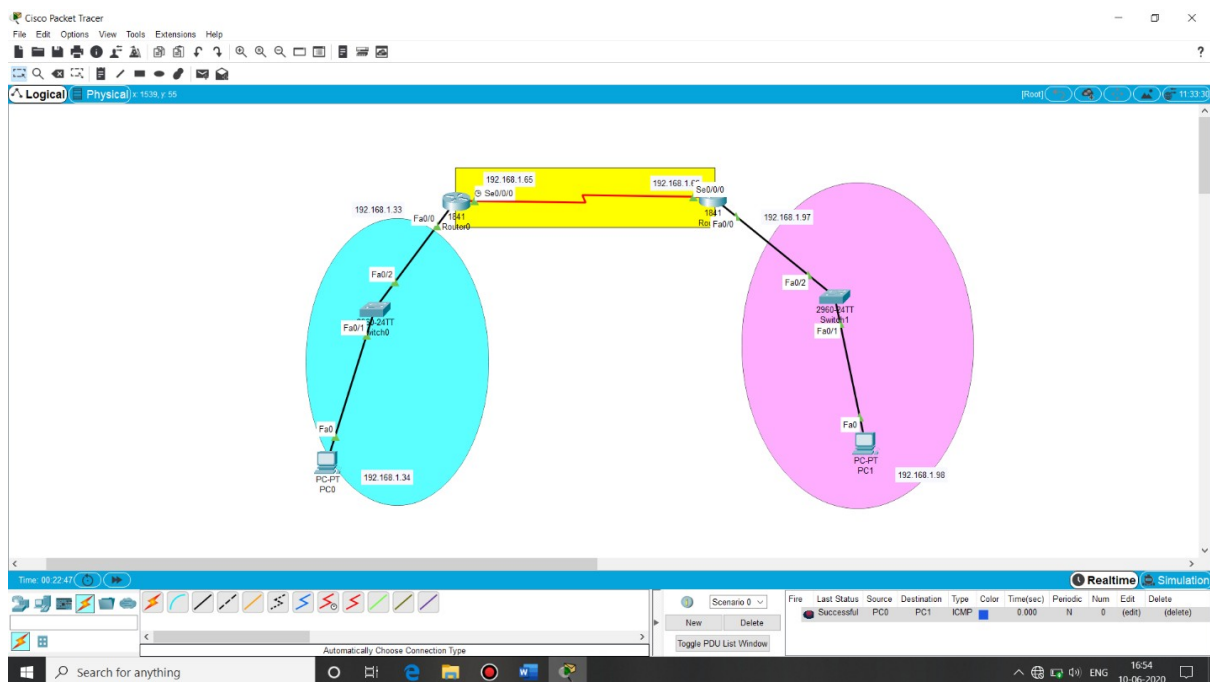 Cisco Packet Tracer
File Edit Options View Tools Extensions Help
?
Logical Physical x: 1539, y: 55 [Root] 11:33:30
192.168.1.65
Se0/0/0
192.168.1.
Se0/0/0
192.168.1.33
Fa0/0
1841
Router0
1841
Fa0/0
192.168.1.97
Fa0/2
Fa0/2
2960-24TT
Switch1
Fa0/1
-24TT
Fa0/1
Fa0
Fa0
PC-PT
PC0
192.168.1.34
PC-PT
PC1
192.168.1.98
Time: 00:22:47 Realtime Simulation
Scenario 0
New Delete
Toggle PDU List Window
Fire Last Status Source Destination Type Color Time(sec) Periodic Num Edit Delete
Successful PC0 PC1 ICMP 0.000 N 0 (edit) (delete)
Automatically Choose Connection Type
Search for anything
ENG
16:54
10-06-2020